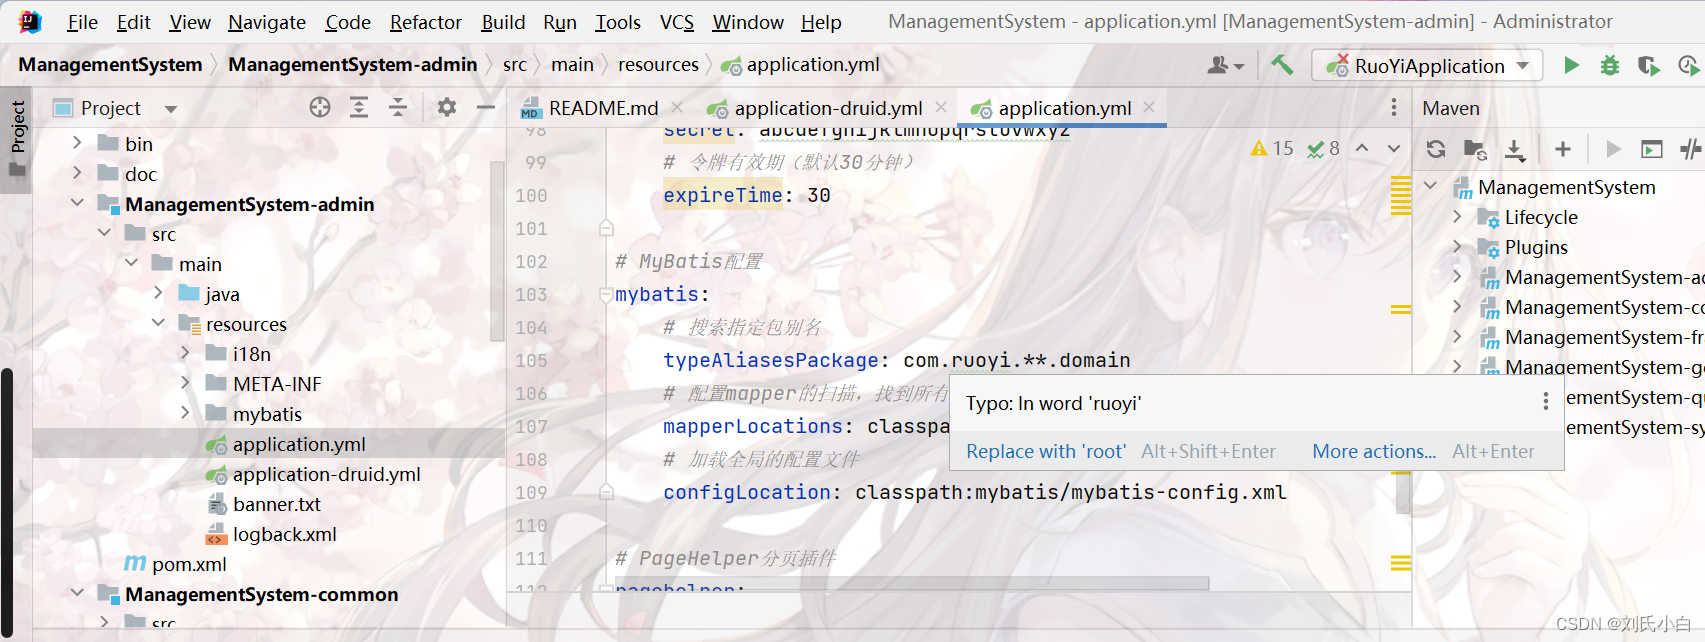 File Edit View Navigate Code Refactor Build Run Tools VCS Window Help ManagementSystem - application.yml [ManagementSystem-admin] - Administrator
ManagementSystem ManagementSystem-admin src main resources application.yml RuoYiApplication
Project
Project
README.md application-druid.yml application.yml
Maven
bin
doc
ManagementSystem-admin
src
main
java
resources
i18n
META-INF
mybatis
application.yml
application-druid.yml
banner.txt
logback.xml
pom.xml
ManagementSystem-common
src
15 8
98 secret: abcdefghijklmnopqrstuvwxyz
99 # 令牌有效期（默认30分钟）
100 expireTime: 30
101
102 # MyBatis配置
103 mybatis:
104 # 搜索指定包别名
105 typeAliasesPackage: com.ruoyi.**.domain
106 # 配置mapper的扫描，找到所有
107 mapperLocations: classpa
108 # 加载全局的配置文件
109 configLocation: classpath:mybatis/mybatis-config.xml
110
111 # PageHelper分页插件
112 pagehelper:
Typo: In word 'ruoyi'
Replace with 'root' Alt+Shift+Enter More actions... Alt+Enter
ManagementSystem
Lifecycle
Plugins
ManagementSystem-ad
ManagementSystem-co
ManagementSystem-fra
ManagementSystem-ge
ementSystem-qu
ementSystem-sy
CSDN @刘氏小白